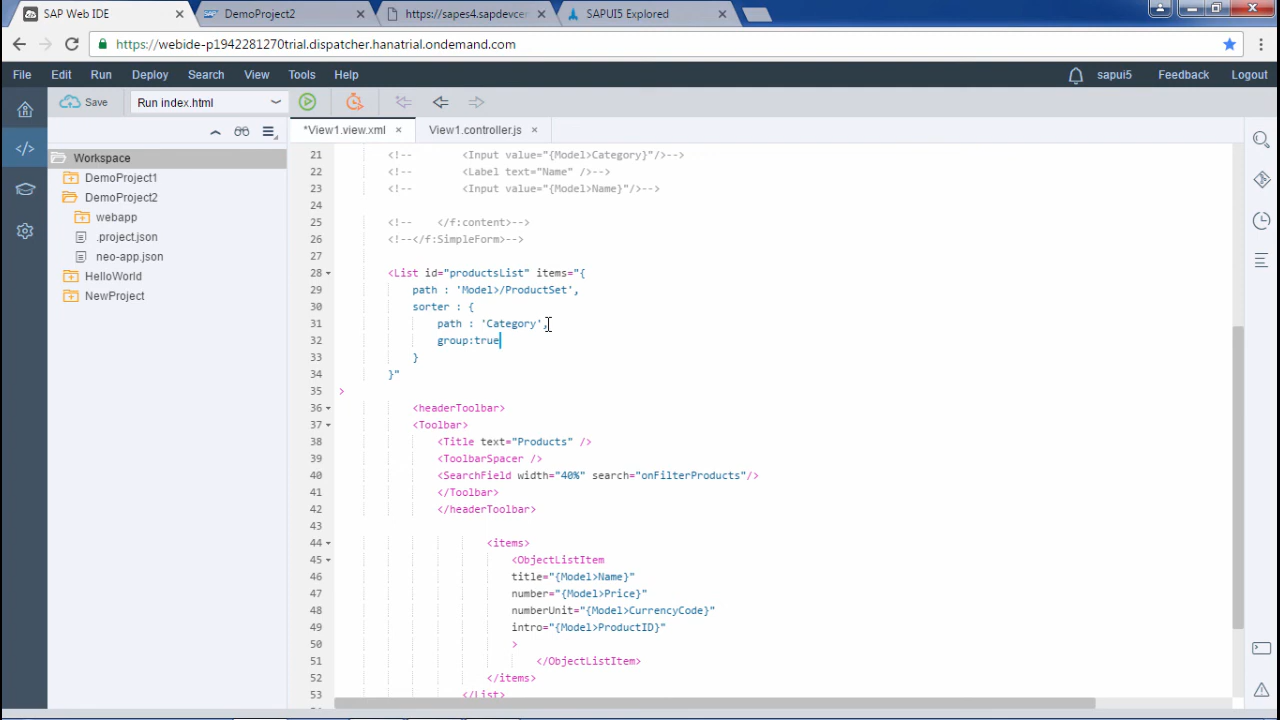 SAP Web IDE
DemoProject2
https://sapes4.sapdevcen
SAPUI5 Explored
https://webide-p1942281270trial.dispatcher.hanatrial.ondemand.com
File Edit Run Deploy Search View Tools Help
sapui5 Feedback Logout
Save
Run index.html
*View1.view.xml
View1.controller.js
Workspace
DemoProject1
DemoProject2
webapp
.project.json
neo-app.json
HelloWorld
NewProject
21 <!-- <Input value="{Model>Category}"/>-->
22 <!-- <Label text="Name" />-->
23 <!-- <Input value="{Model>Name}"/>-->
24
25 <!-- </f:content>-->
26 <!--</f:SimpleForm>-->
27
28 <List id="productsList" items="{
29 path : 'Model>/ProductSet',
30 sorter : {
31 path : 'Category',
32 group:true
33 }
34 }"
35 >
36 <headerToolbar>
37 <Toolbar>
38 <Title text="Products" />
39 <ToolbarSpacer />
40 <SearchField width="40%" search="onFilterProducts"/>
41 </Toolbar>
42 </headerToolbar>
43
44 <items>
45 <ObjectListItem
46 title="{Model>Name}"
47 number="{Model>Price}"
48 numberUnit="{Model>CurrencyCode}"
49 intro="{Model>ProductID}"
50 >
51 </ObjectListItem>
52 </items>
53 </List>